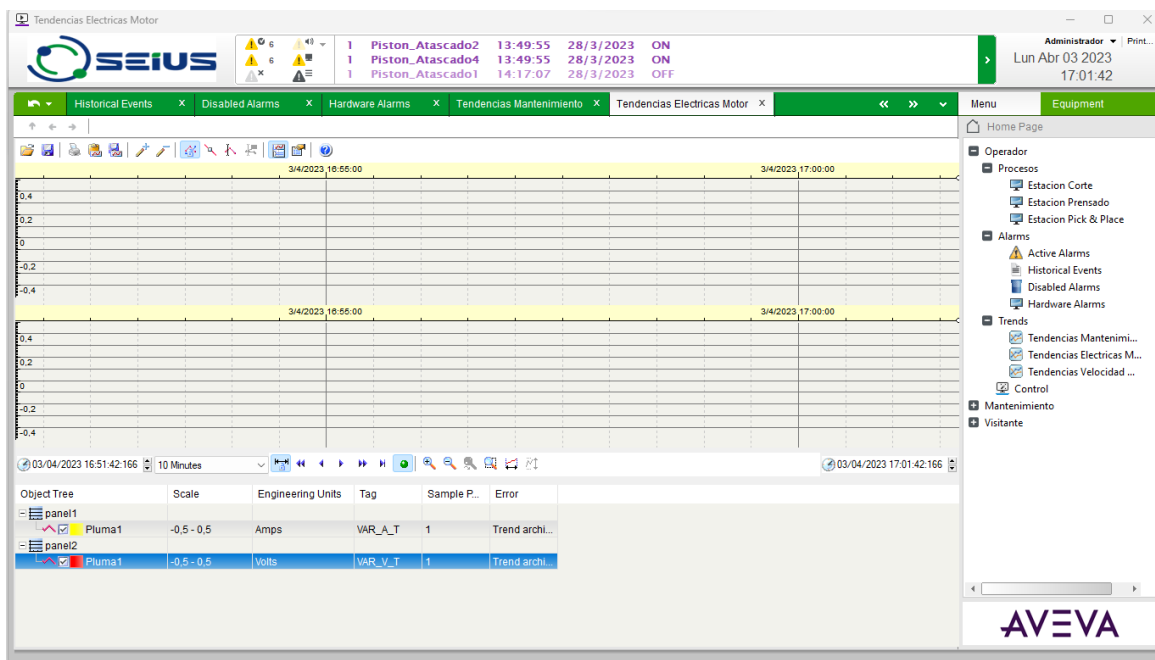 Tendencias Electricas Motor
SEIUS
6
6
1 Piston_Atascado2 13:49:55 28/3/2023 ON
1 Piston_Atascado4 13:49:55 28/3/2023 ON
1 Piston_Atascado1 14:17:07 28/3/2023 OFF
Administrador Print...
Lun Abr 03 2023
17:01:42
Historical Events X Disabled Alarms X Hardware Alarms X Tendencias Mantenimiento X Tendencias Electricas Motor X
Menu Equipment
Home Page
3/4/2023 16:55:00 3/4/2023 17:00:00
0,4
0,2
0
-0,2
-0,4
3/4/2023 16:55:00 3/4/2023 17:00:00
0,4
0,2
0
-0,2
-0,4
03/04/2023 16:51:42:166 10 Minutes 03/04/2023 17:01:42:166
Object Tree Scale Engineering Units Tag Sample P... Error
panel1
Pluma1 -0,5 - 0,5 Amps VAR_A_T 1 Trend archi...
panel2
Pluma1 -0,5 - 0,5 Volts VAR_V_T 1 Trend archi...
Operador
Procesos
Estacion Corte
Estacion Prensado
Estacion Pick & Place
Alarms
Active Alarms
Historical Events
Disabled Alarms
Hardware Alarms
Trends
Tendencias Mantenimi...
Tendencias Electricas M...
Tendencias Velocidad ...
Control
Mantenimiento
Visitante
AVEVA